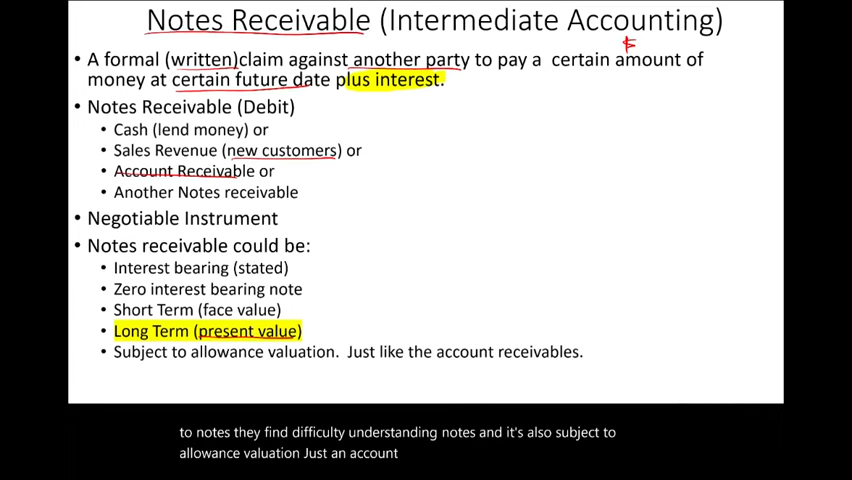 Notes Receivable (Intermediate Accounting)
$
• A formal (written)claim against another party to pay a certain amount of
money at certain future date plus interest.
• Notes Receivable (Debit)
• Cash (lend money) or
• Sales Revenue (new customers) or
• Account Receivable or
• Another Notes receivable
• Negotiable Instrument
• Notes receivable could be:
• Interest bearing (stated)
• Zero interest bearing note
• Short Term (face value)
• Long Term (present value)
• Subject to allowance valuation. Just like the account receivables.
to notes they find difficulty understanding notes and it's also subject to
allowance valuation Just an account